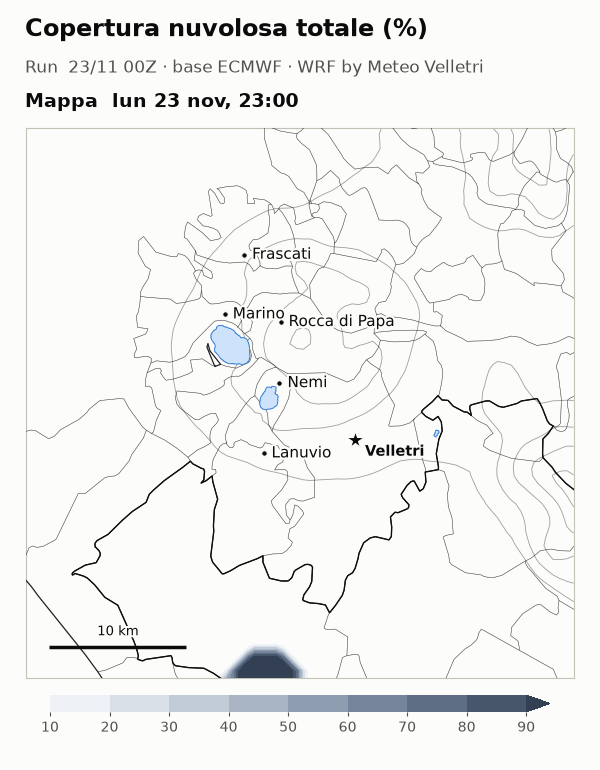 Copertura nuvolosa totale (%)
Run  23/11 00Z · base ECMWF · WRF by Meteo Velletri
Mappa  lun 23 nov, 23:00
Frascati
Marino
Rocca di Papa
Nemi
Velletri
Lanuvio
10 km
10 20 30 40 50 60 70 80 90